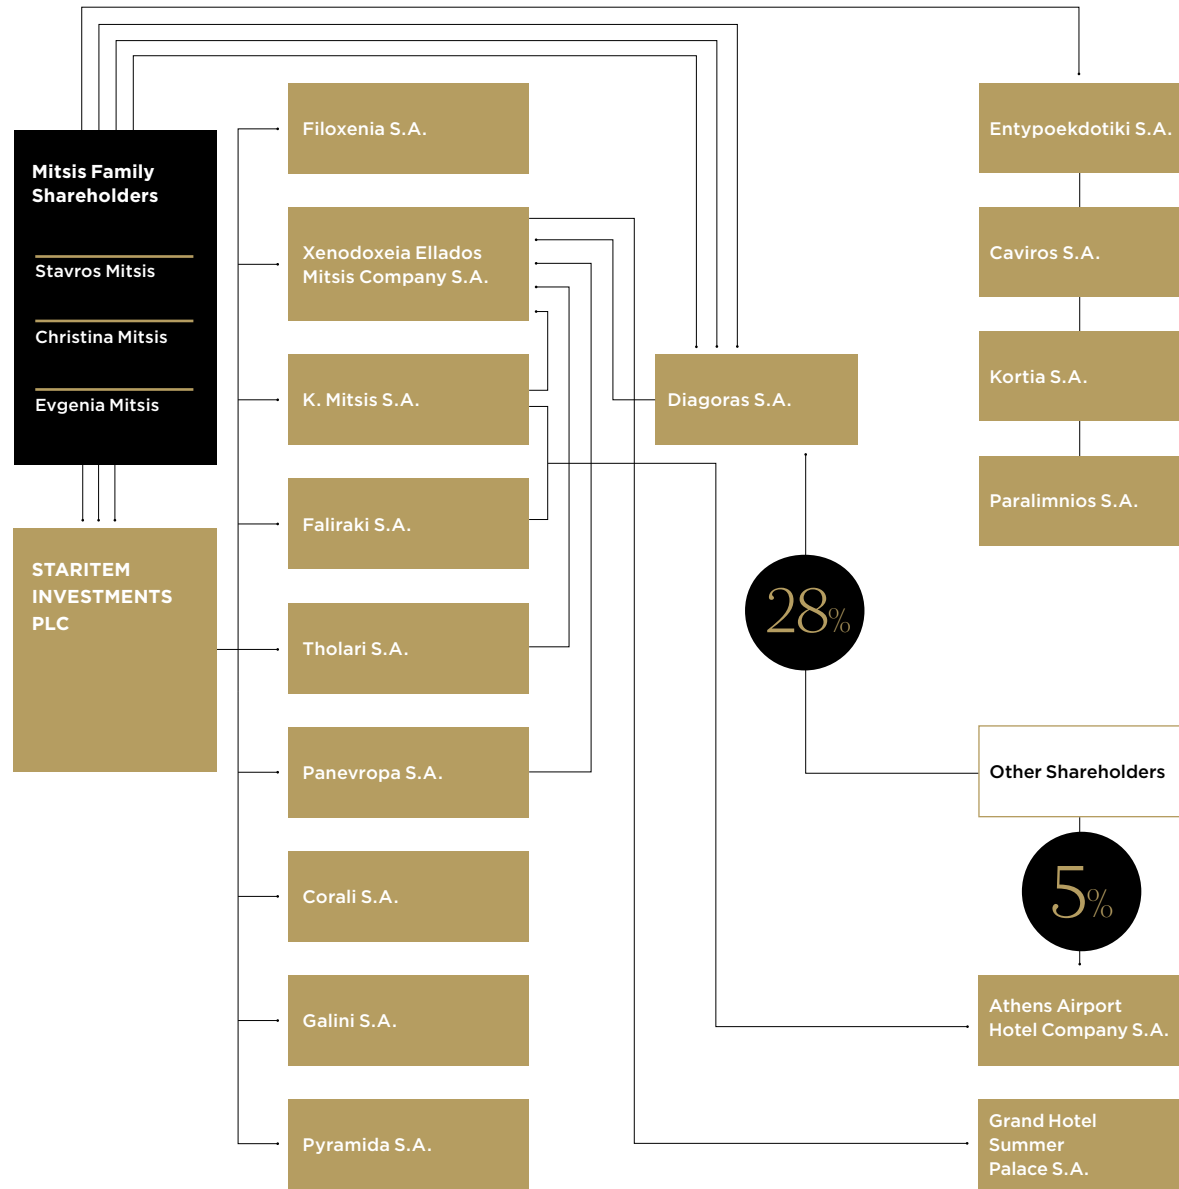 Mitsis Family
Shareholders
Stavros Mitsis
Christina Mitsis
Evgenia Mitsis
STARITEM
INVESTMENTS
PLC
Filoxenia S.A.
Xenodoxeia Ellados
Mitsis Company S.A.
K. Mitsis S.A.
Faliraki S.A.
Tholari S.A.
Panevropa S.A.
Corali S.A.
Galini S.A.
Pyramida S.A.
Diagoras S.A.
28%
Entypoekdotiki S.A.
Caviros S.A.
Kortia S.A.
Paralimnios S.A.
Other Shareholders
5%
Athens Airport
Hotel Company S.A.
Grand Hotel
Summer
Palace S.A.